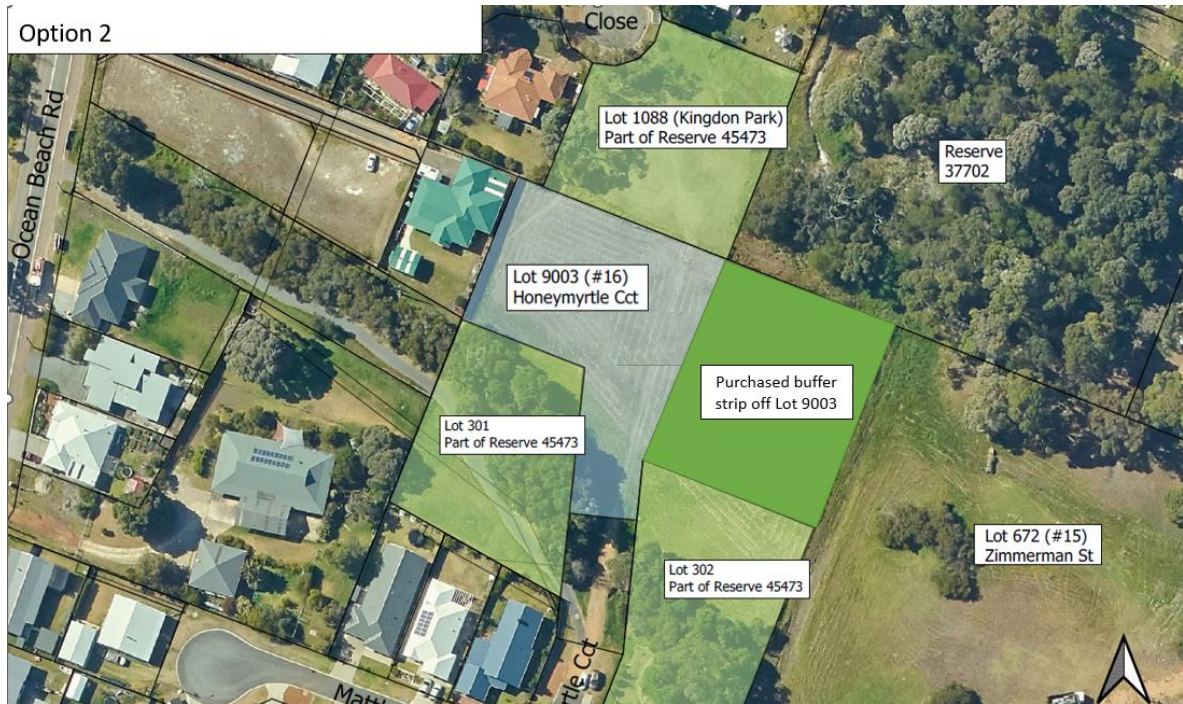 Option 2
Close
Ocean Beach Rd
Lot 1088 (Kingdon Park)
Part of Reserve 45473
Reserve
37702
Lot 9003 (#16)
Honeymyrtle Cct
Purchased buffer
strip off Lot 9003
Lot 301
Part of Reserve 45473
Lot 672 (#15)
Zimmerman St
Lot 302
Part of Reserve 45473
rtle Cct